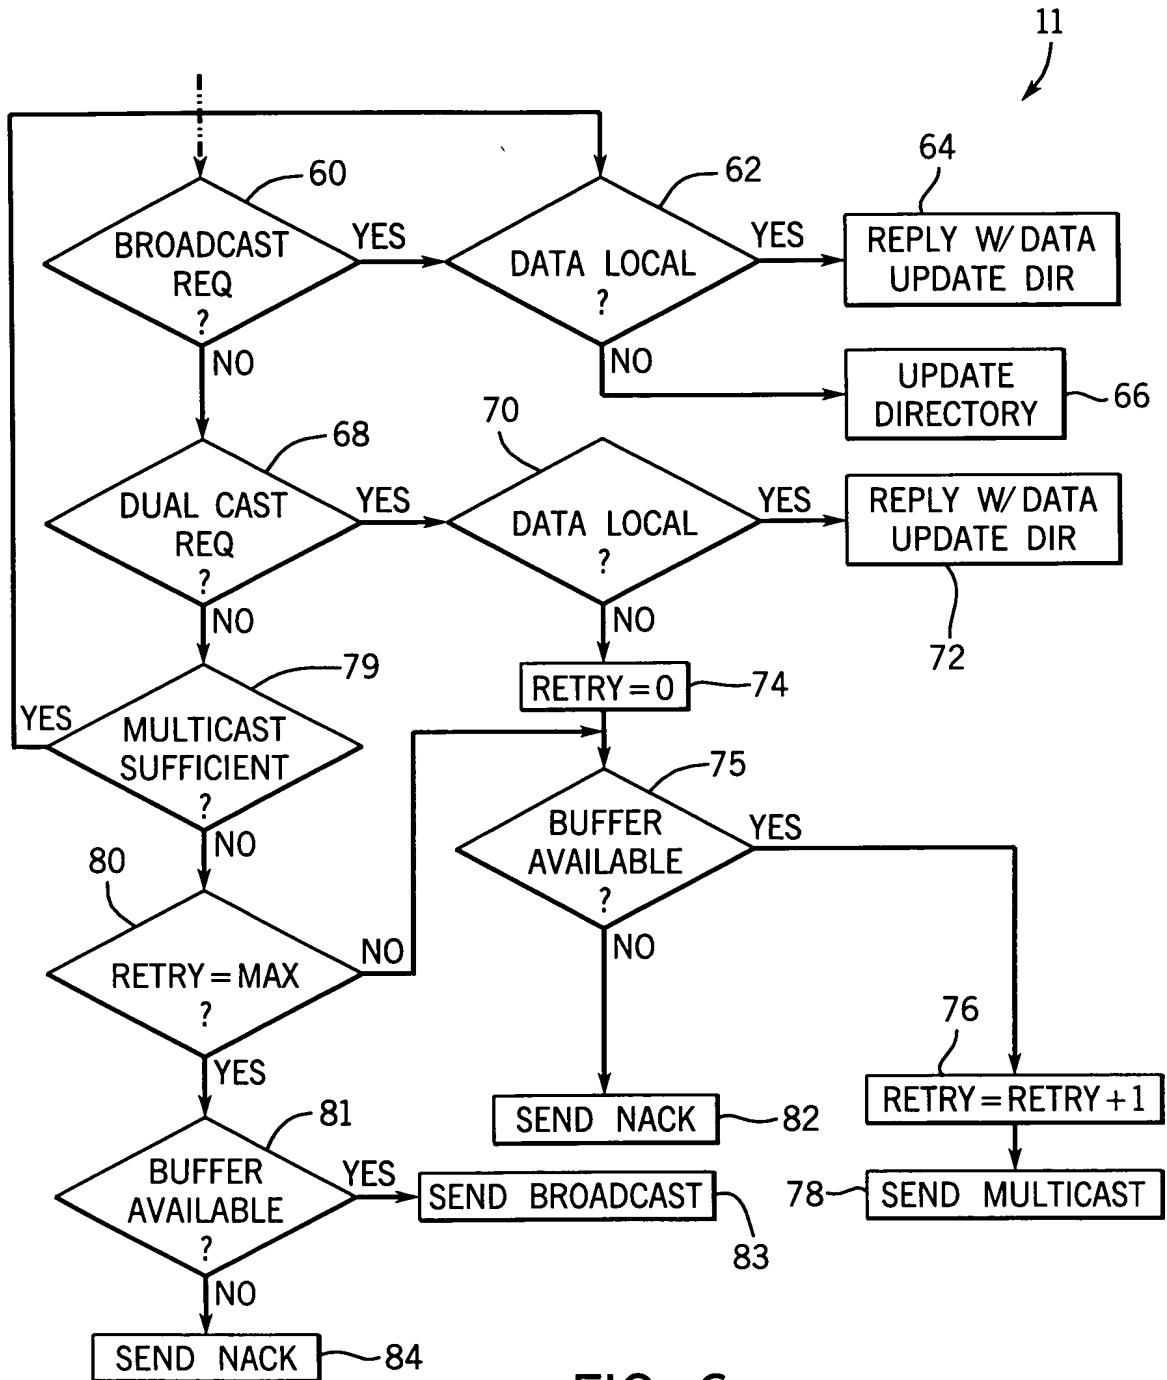 11
60
BROADCAST
REQ
?
YES
NO
62
DATA LOCAL
?
YES
NO
64
REPLY W/DATA
UPDATE DIR
UPDATE
DIRECTORY
66
68
DUAL CAST
REQ
?
YES
NO
70
DATA LOCAL
?
YES
NO
REPLY W/DATA
UPDATE DIR
72
RETRY=0
74
79
YES
MULTICAST
SUFFICIENT
?
NO
75
BUFFER
AVAILABLE
?
YES
NO
80
RETRY=MAX
?
NO
YES
76
RETRY=RETRY+1
SEND NACK
82
78
SEND MULTICAST
81
BUFFER
AVAILABLE
?
YES
NO
SEND BROADCAST
83
SEND NACK
84